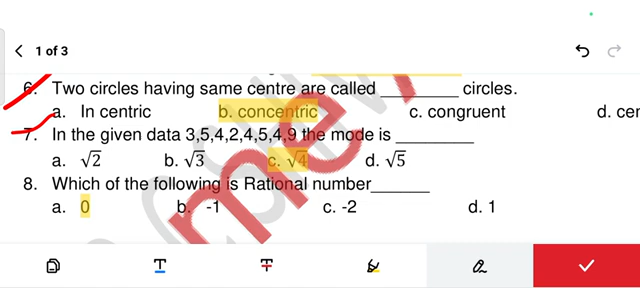 1 of 3
6. Two circles having same centre are called ________ circles.
a. In centric b. concentric c. congruent d. cer
7. In the given data 3,5,4,2,4,5,4,9 the mode is ________
a. √2 b. √3 c. √4 d. √5
8. Which of the following is Rational number______
a. 0 b. -1 c. -2 d. 1